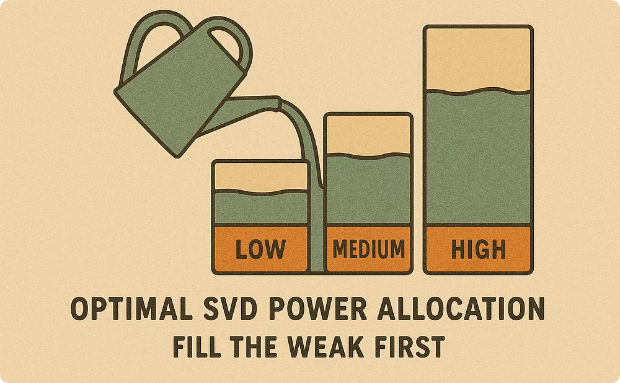 LOW
MEDIUM
HIGH
OPTIMAL SVD POWER ALLOCATION
FILL THE WEAK FIRST